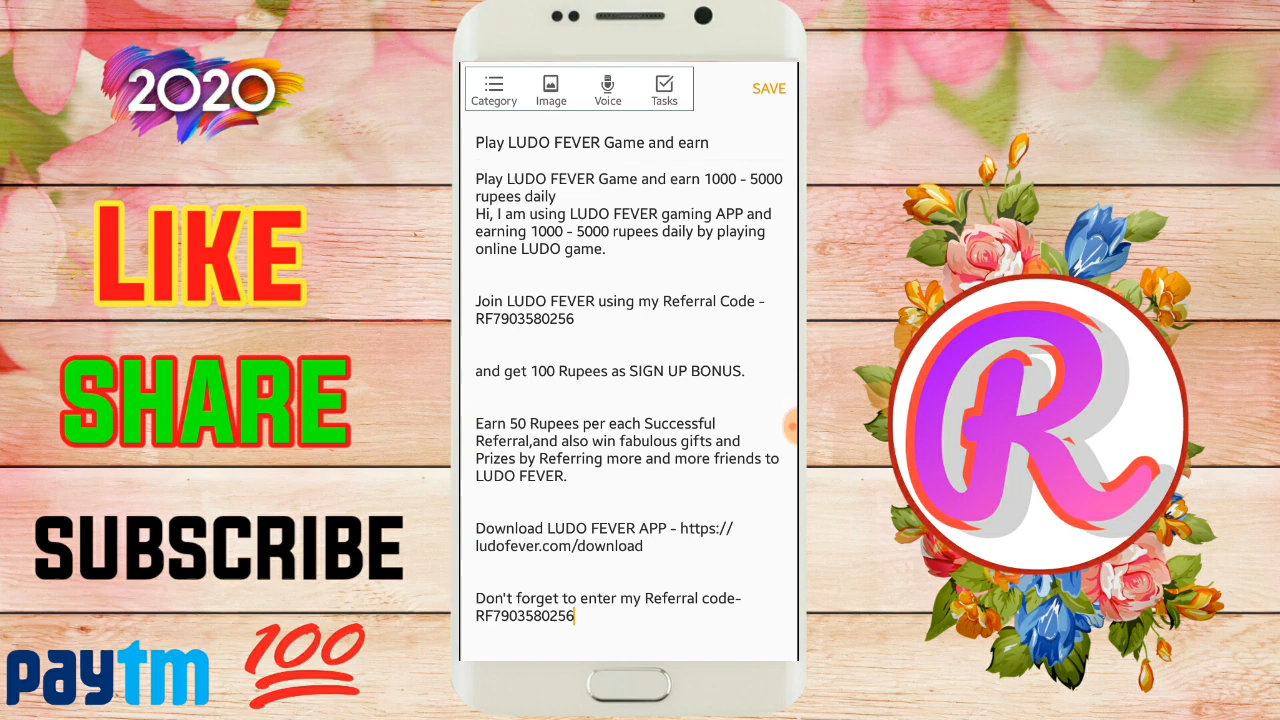 2020
LIKE
SHARE
SUBSCRIBE
paytm
100
Category Image Voice Tasks
SAVE
Play LUDO FEVER Game and earn
Play LUDO FEVER Game and earn 1000 - 5000
rupees daily
Hi, I am using LUDO FEVER gaming APP and
earning 1000 - 5000 rupees daily by playing
online LUDO game.
Join LUDO FEVER using my Referral Code -
RF7903580256
and get 100 Rupees as SIGN UP BONUS.
Earn 50 Rupees per each Successful
Referral,and also win fabulous gifts and
Prizes by Referring more and more friends to
LUDO FEVER.
Download LUDO FEVER APP - https://
ludofever.com/download
Don't forget to enter my Referral code-
RF7903580256
R